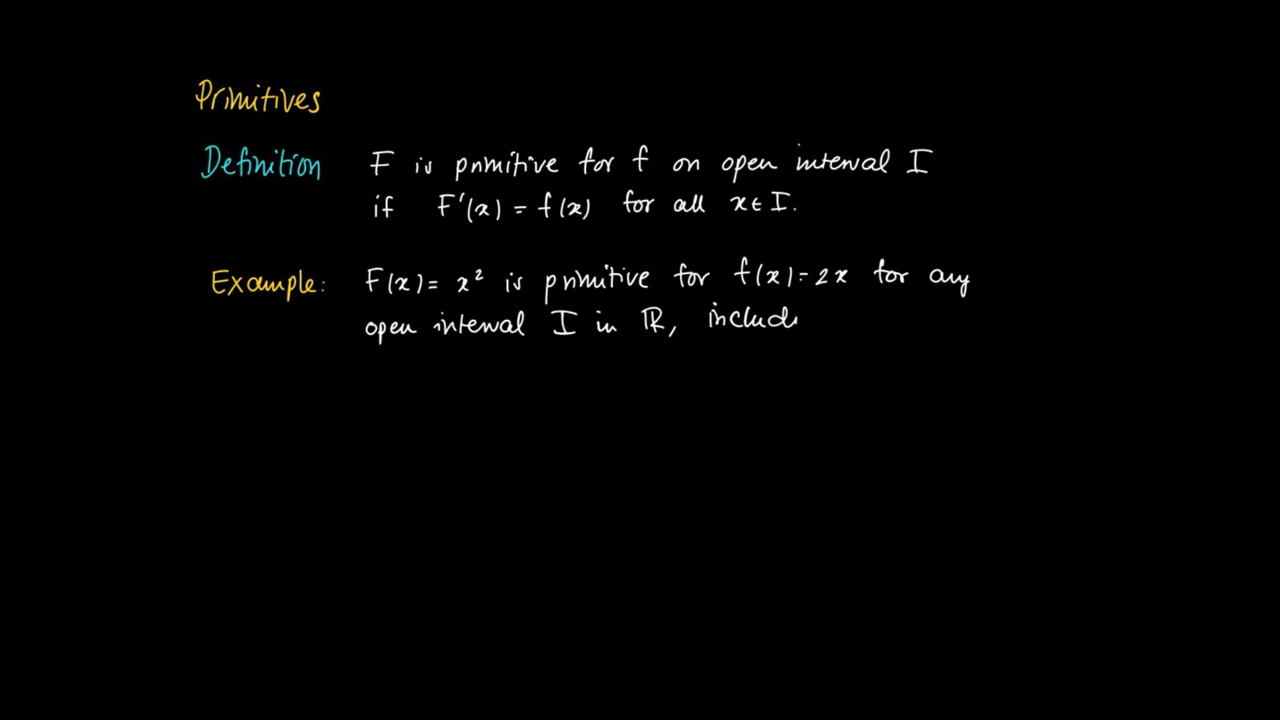 Primitives
Definition F is primitive for f on open interval I
if F'(x) = f(x) for all x ∈ I.
Example: F(x) = x² is primitive for f(x) = 2x for any
open interval I in ℝ, includ